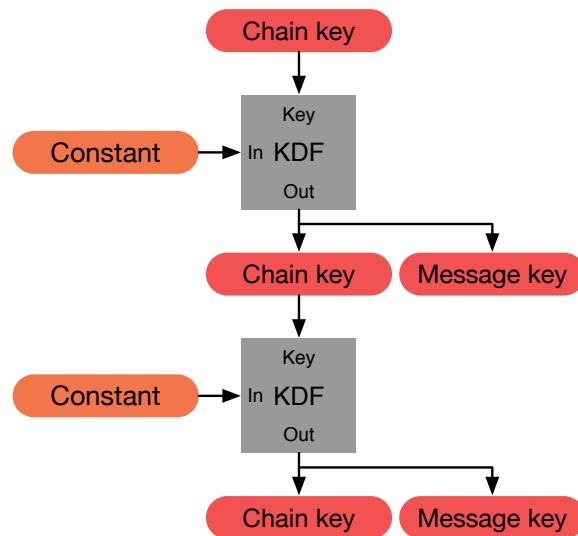 Chain key
Key
Constant
In KDF
Out
Chain key
Message key
Key
Constant
In KDF
Out
Chain key
Message key